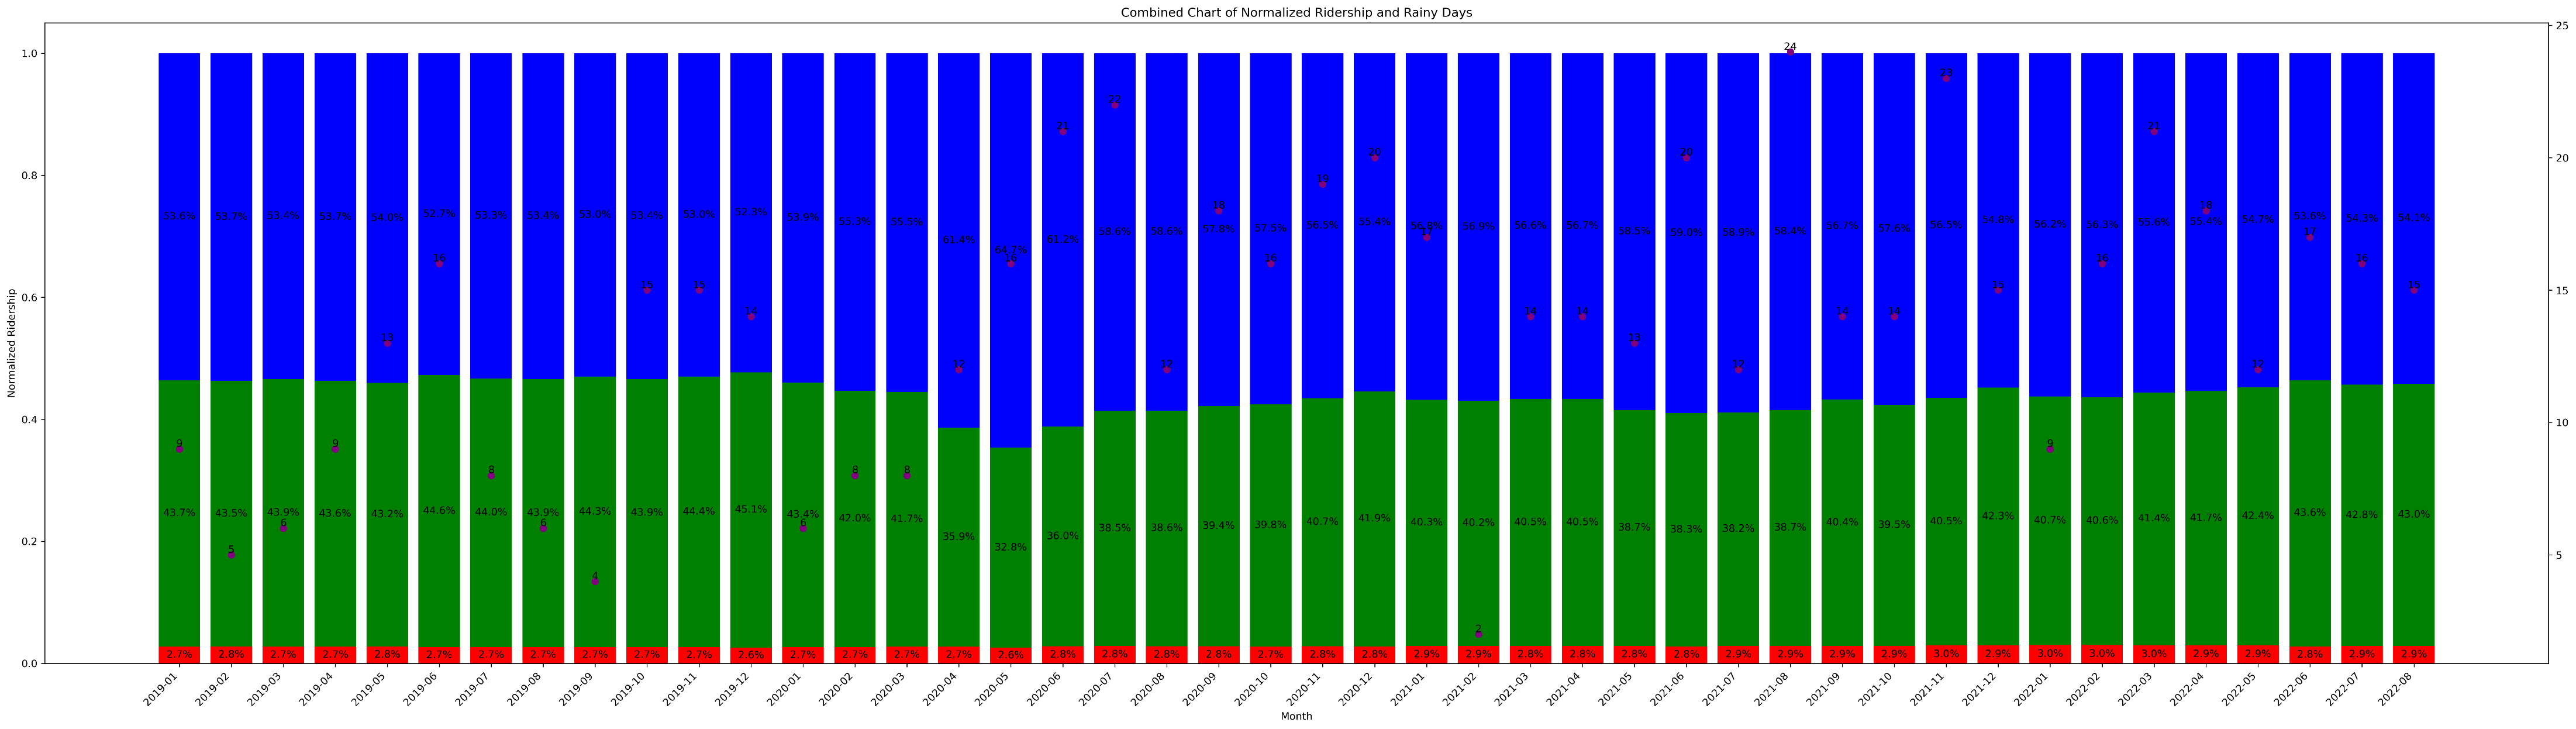 Combined Chart of Normalized Ridership and Rainy Days
Normalized Ridership
1.0
0.8
0.6
0.4
0.2
0.0
25
20
15
10
5
53.6% 53.7% 53.4% 53.7% 54.0% 52.7% 53.3% 53.4% 53.0% 53.4% 53.0% 52.3% 53.9% 55.3% 55.5% 61.4% 64.7% 61.2% 58.6% 58.6% 57.8% 57.5% 56.5% 55.4% 56.8% 56.9% 56.6% 56.7% 58.5% 59.0% 58.9% 58.4% 56.7% 57.6% 56.5% 54.8% 56.2% 56.3% 55.6% 55.4% 54.7% 53.6% 54.3% 54.1%
9 5 6 9 13 16 8 6 4 15 15 14 6 8 8 12 16 21 22 12 18 16 19 20 17 2 14 14 13 20 12 24 14 14 23 15 9 16 21 18 12 17 16 15
43.7% 43.5% 43.9% 43.6% 43.2% 44.6% 44.0% 43.9% 44.3% 43.9% 44.4% 45.1% 43.4% 42.0% 41.7% 35.9% 32.8% 36.0% 38.5% 38.6% 39.4% 39.8% 40.7% 41.9% 40.3% 40.2% 40.5% 40.5% 38.7% 38.3% 38.2% 38.7% 40.4% 39.5% 40.5% 42.3% 40.7% 40.6% 41.4% 41.7% 42.4% 43.6% 42.8% 43.0%
2.7% 2.8% 2.7% 2.7% 2.8% 2.7% 2.7% 2.7% 2.7% 2.7% 2.7% 2.6% 2.7% 2.7% 2.7% 2.7% 2.6% 2.8% 2.8% 2.8% 2.8% 2.7% 2.8% 2.8% 2.9% 2.9% 2.8% 2.8% 2.8% 2.8% 2.9% 2.9% 2.9% 2.9% 3.0% 2.9% 3.0% 3.0% 3.0% 2.9% 2.9% 2.8% 2.9% 2.9%
2019-01 2019-02 2019-03 2019-04 2019-05 2019-06 2019-07 2019-08 2019-09 2019-10 2019-11 2019-12 2020-01 2020-02 2020-03 2020-04 2020-05 2020-06 2020-07 2020-08 2020-09 2020-10 2020-11 2020-12 2021-01 2021-02 2021-03 2021-04 2021-05 2021-06 2021-07 2021-08 2021-09 2021-10 2021-11 2021-12 2022-01 2022-02 2022-03 2022-04 2022-05 2022-06 2022-07 2022-08
Month